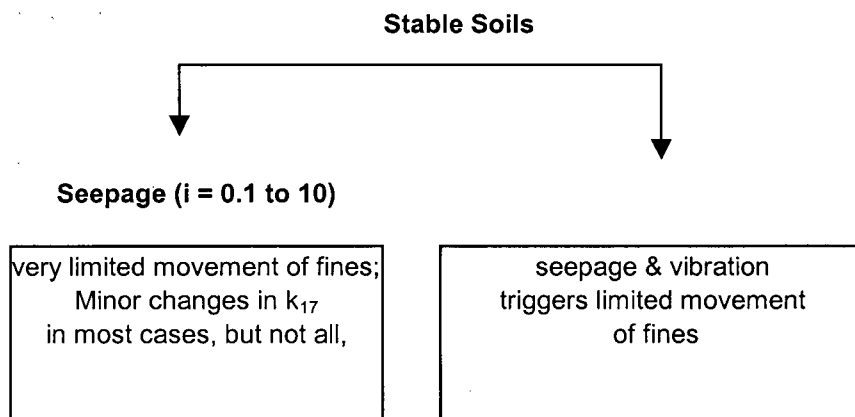 Stable Soils
Seepage (i = 0.1 to 10)
very limited movement of fines;
Minor changes in k₁₇
in most cases, but not all,
seepage & vibration
triggers limited movement
of fines